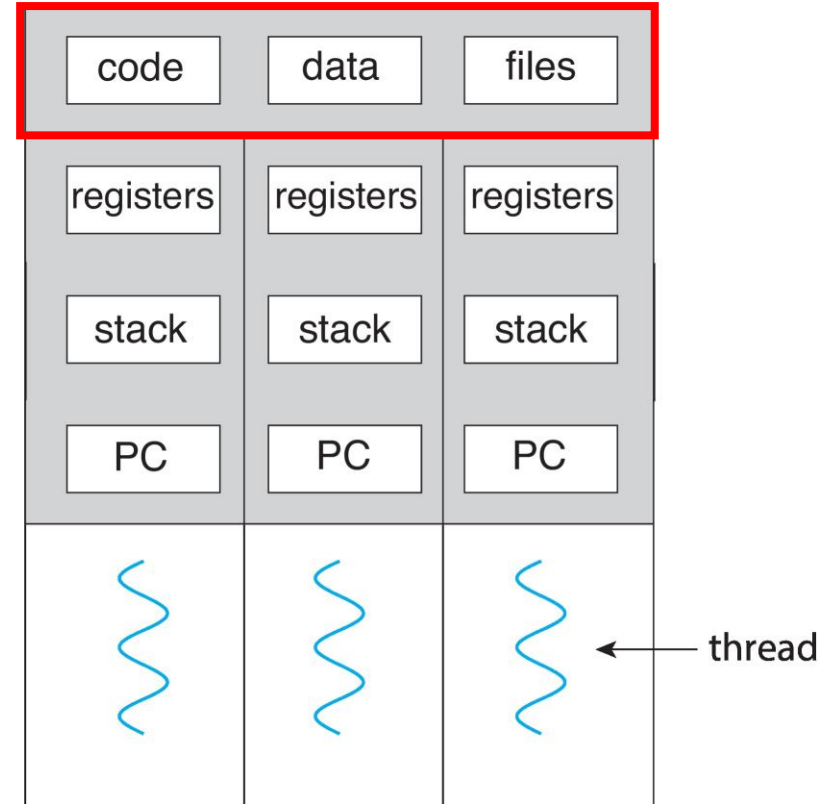 code data files
registers registers registers
stack stack stack
PC PC PC
thread